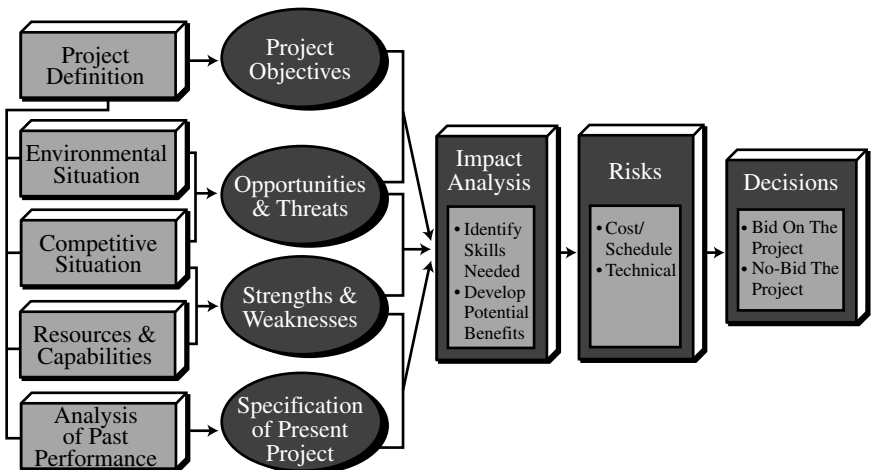 Project
Definition
Project
Objectives
Environmental
Situation
Opportunities
& Threats
Competitive
Situation
Strengths &
Weaknesses
Resources &
Capabilities
Analysis
of Past
Performance
Specification
of Present
Project
Impact
Analysis
• Identify
Skills
Needed
• Develop
Potential
Benefits
Risks
• Cost/
Schedule
• Technical
Decisions
• Bid On The
Project
• No-Bid The
Project